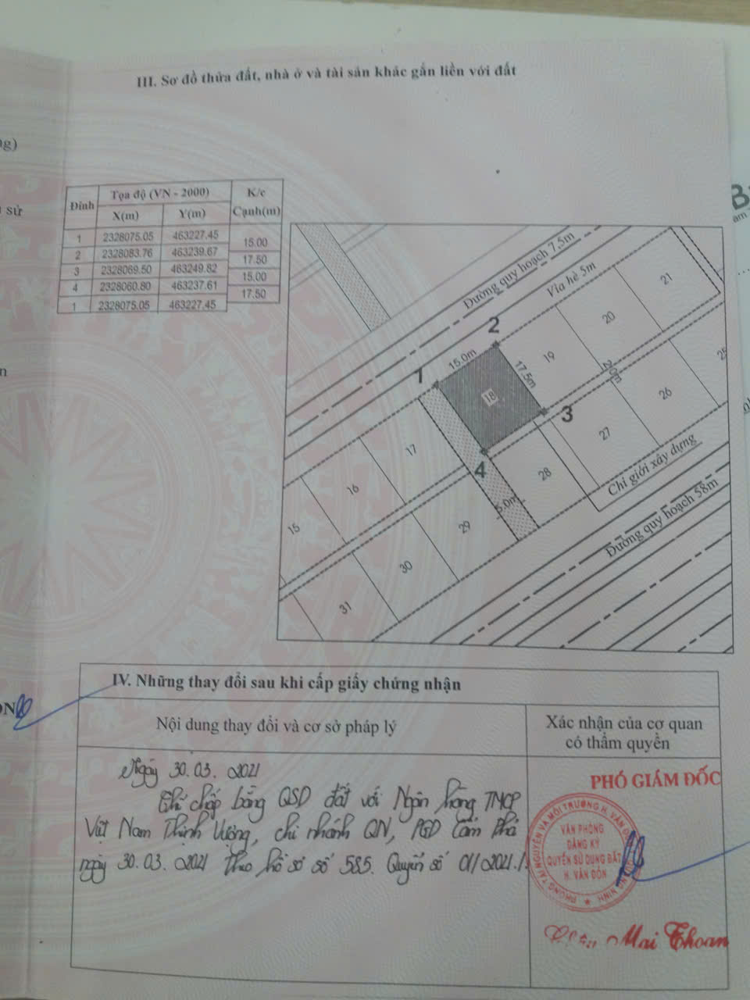 III. Sơ đồ thửa đất, nhà ở và tài sản khác gắn liền với đất
Đỉnh Tọa độ (VN - 2000) K/c Cạnh(m)
X(m) Y(m)
1 2328075.05 463227.45
15.00
2 2328083.76 463239.67
17.50
3 2328069.50 463249.82
15.00
4 2328060.80 463237.61
17.50
1 2328075.05 463227.45
Đường quy hoạch 7,5m
Vỉa hè 5m
21
20
19
2
15.0m
1
18
17.5m
2.0m
3
25
26
27
17
4
28
Chỉ giới xây dựng
16
5.0m
Đường quy hoạch 58m
15
29
30
31
IV. Những thay đổi sau khi cấp giấy chứng nhận
Nội dung thay đổi và cơ sở pháp lý
Xác nhận của cơ quan
có thẩm quyền
Ngày 30.03.2021
Thế chấp bằng QSD đất với Ngân hàng TMCP
Việt Nam Thịnh Vượng, chi nhánh QN, PGD Cẩm Phả
ngày 30.03.2021 theo hồ sơ số 585. Quyển số 01/2021./.
PHÓ GIÁM ĐỐC
VĂN PHÒNG
ĐĂNG KÝ
QUYỀN SỬ DỤNG ĐẤT
H. VÂN ĐỒN
Mai Thoan